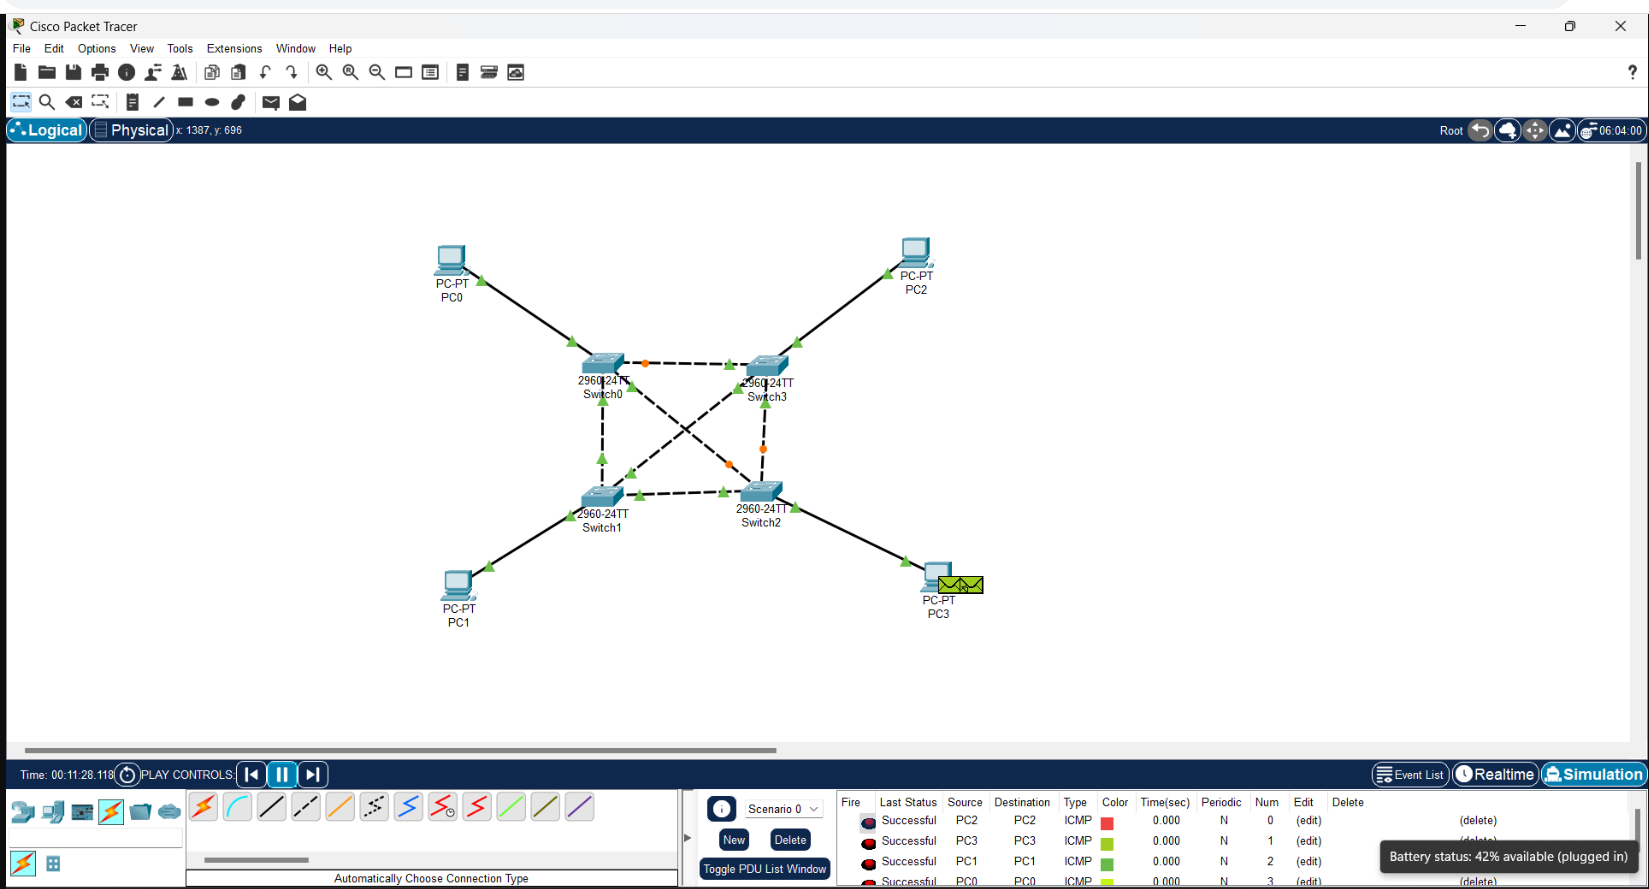 Cisco Packet Tracer
File Edit Options View Tools Extensions Window Help
?
Logical Physical x: 1387, y: 696 Root 06:04:00
PC-PT
PC0
PC-PT
PC2
2960-24TT
Switch0
2960-24TT
Switch3
2960-24TT
Switch1
2960-24TT
Switch2
PC-PT
PC1
PC-PT
PC3
Time: 00:11:28.118 PLAY CONTROLS: Event List Realtime Simulation
Scenario 0
New Delete
Toggle PDU List Window
Automatically Choose Connection Type
Fire Last Status Source Destination Type Color Time(sec) Periodic Num Edit Delete
Successful PC2 PC2 ICMP 0.000 N 0 (edit) (delete)
Successful PC3 PC3 ICMP 0.000 N 1 (edit) (delete)
Successful PC1 PC1 ICMP 0.000 N 2 (edit)
Successful PC0 PC0 ICMP 0.000 N 3 (edit) (delete)
Battery status: 42% available (plugged in)